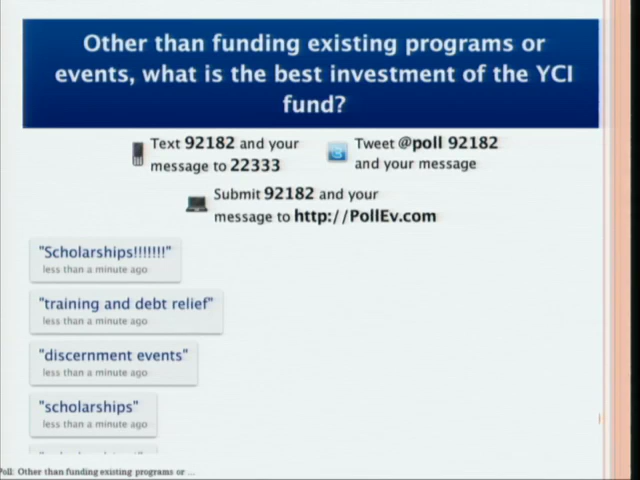 Other than funding existing programs or
events, what is the best investment of the YCI
fund?
Text 92182 and your
message to 22333
Tweet @poll 92182
and your message
Submit 92182 and your
message to http://PollEv.com
"Scholarships!!!!!!!"
less than a minute ago
"training and debt relief"
less than a minute ago
"discernment events"
less than a minute ago
"scholarships"
less than a minute ago
Poll: Other than funding existing programs or ...